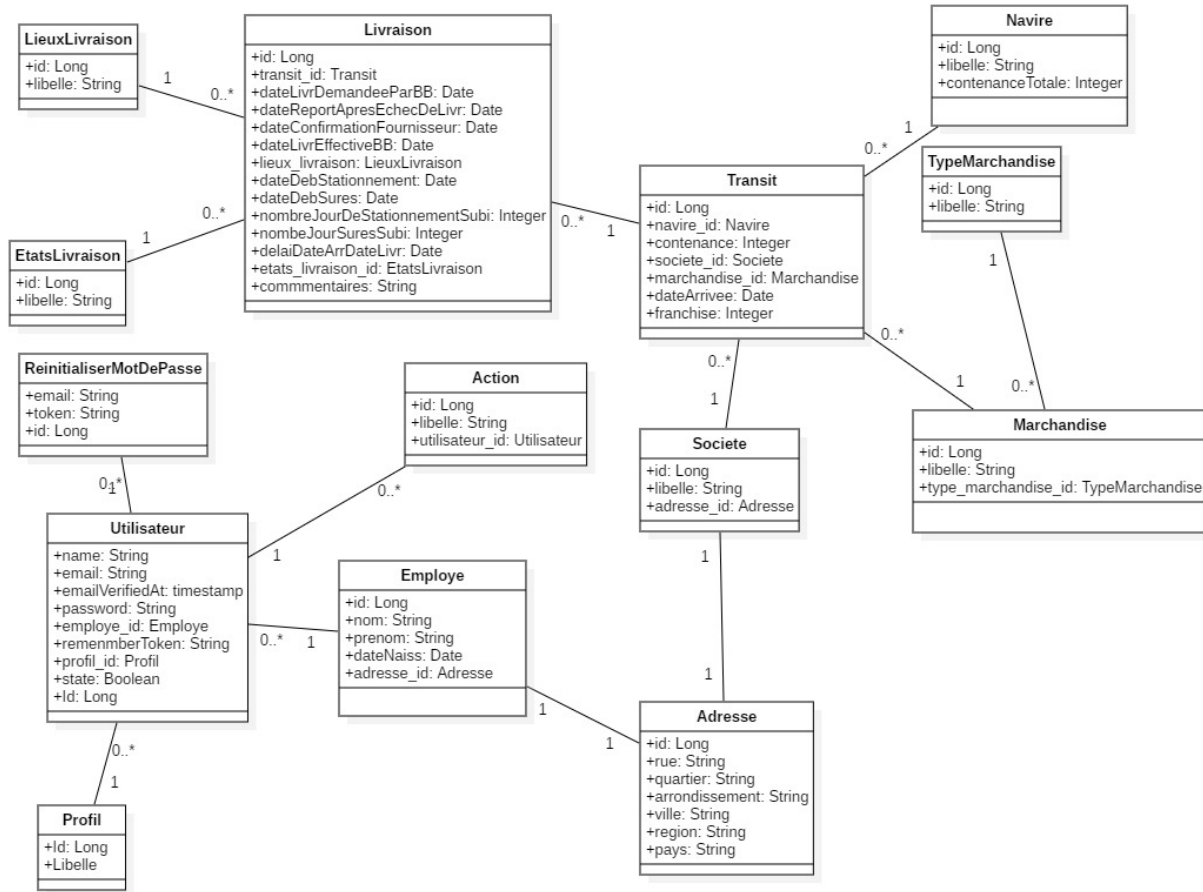 LieuxLivraison
+id: Long
+libelle: String
1
0..*
Livraison
+id: Long
+transit_id: Transit
+dateLivrDemandeeParBB: Date
+dateReportApresEchecDeLivr: Date
+dateConfirmationFournisseur: Date
+dateLivrEffectiveBB: Date
+lieux_livraison: LieuxLivraison
+dateDebStationnement: Date
+dateDebSures: Date
+nombreJourDeStationnementSubi: Integer
+nombeJourSuresSubi: Integer
+delaiDateArrDateLivr: Date
+etats_livraison_id: EtatsLivraison
+commmentaires: String
EtatsLivraison
+id: Long
+libelle: String
1
0..*
0..*
1
Transit
+id: Long
+navire_id: Navire
+contenance: Integer
+societe_id: Societe
+marchandise_id: Marchandise
+dateArrivee: Date
+franchise: Integer
Navire
+id: Long
+libelle: String
+contenanceTotale: Integer
1
0..*
TypeMarchandise
+id: Long
+libelle: String
1
0..*
0..*
1
Marchandise
+id: Long
+libelle: String
+type_marchandise_id: TypeMarchandise
0..*
1
Societe
+id: Long
+libelle: String
+adresse_id: Adresse
1
1
ReinitialiserMotDePasse
+email: String
+token: String
+id: Long
0..*
1
Action
+id: Long
+libelle: String
+utilisateur_id: Utilisateur
0..*
1
Utilisateur
+name: String
+email: String
+emailVerifiedAt: timestamp
+password: String
+employe_id: Employe
+remenmberToken: String
+profil_id: Profil
+state: Boolean
+Id: Long
0..*
1
Employe
+id: Long
+nom: String
+prenom: String
+dateNaiss: Date
+adresse_id: Adresse
1
1
Adresse
+id: Long
+rue: String
+quartier: String
+arrondissement: String
+ville: String
+region: String
+pays: String
0..*
1
Profil
+Id: Long
+Libelle